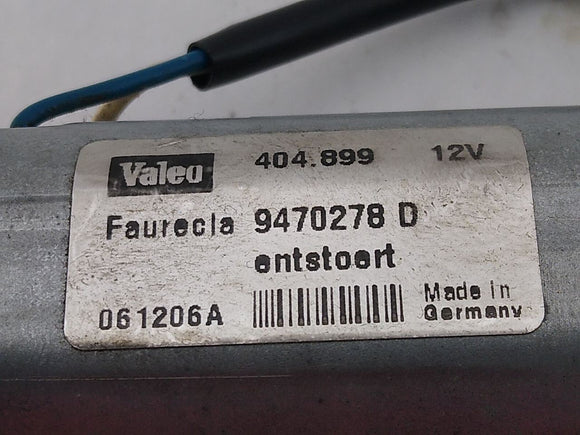 Valeo 404.899 12V
Faurecia 9470278 D
entstoert
061206A Made in
Germany